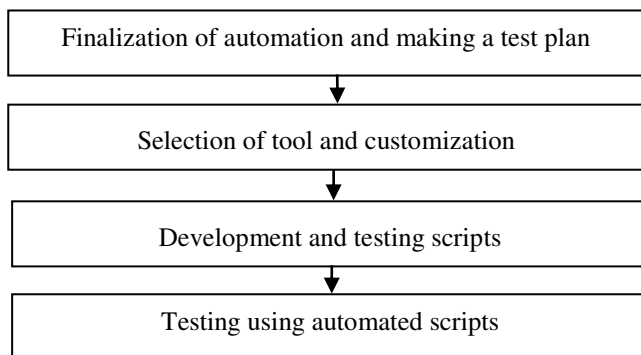 Finalization of automation and making a test plan
Selection of tool and customization
Development and testing scripts
Testing using automated scripts